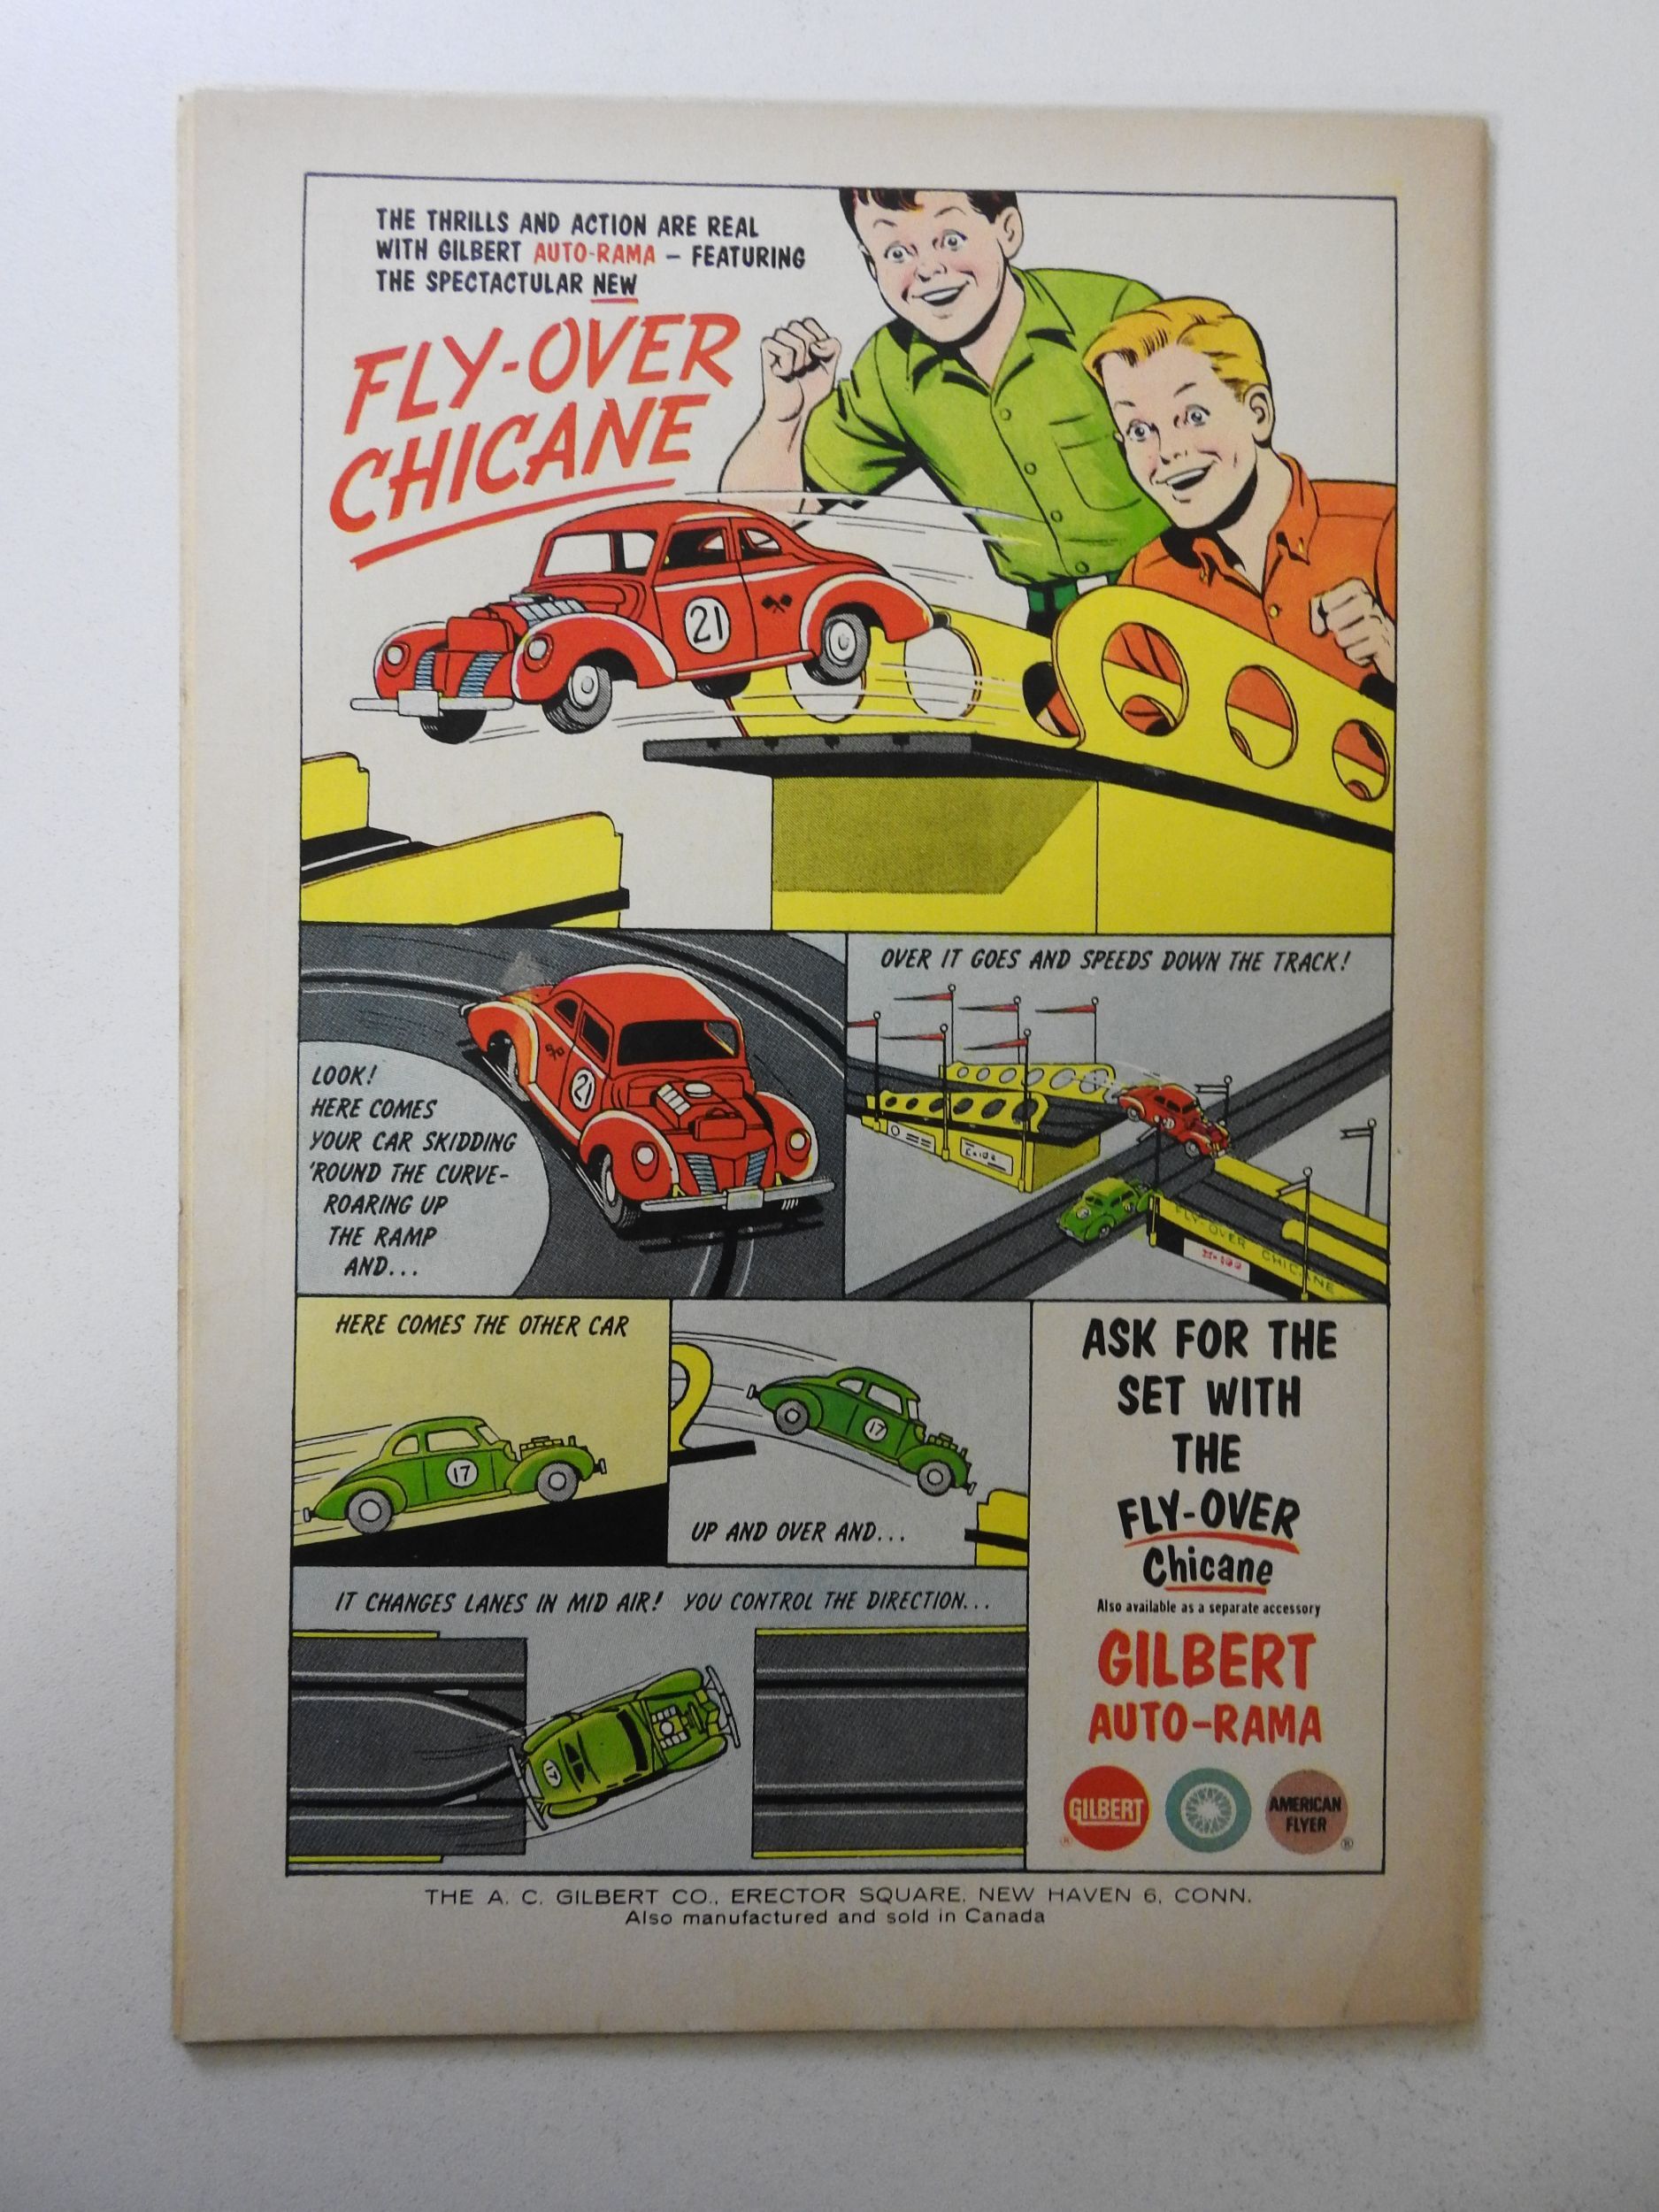 THE THRILLS AND ACTION ARE REAL
WITH GILBERT AUTO-RAMA – FEATURING
THE SPECTACTULAR NEW
FLY-OVER
CHICANE
21
LOOK!
HERE COMES
YOUR CAR SKIDDING
'ROUND THE CURVE-
ROARING UP
THE RAMP
AND...
21
OVER IT GOES AND SPEEDS DOWN THE TRACK!
FLY-OVER CHICANE
HERE COMES THE OTHER CAR
17
17
UP AND OVER AND...
IT CHANGES LANES IN MID AIR! YOU CONTROL THE DIRECTION...
17
ASK FOR THE
SET WITH
THE
FLY-OVER
Chicane
Also available as a separate accessory
GILBERT
AUTO-RAMA
GILBERT
®
AMERICAN
FLYER
®
THE A. C. GILBERT CO., ERECTOR SQUARE, NEW HAVEN 6, CONN.
Also manufactured and sold in Canada